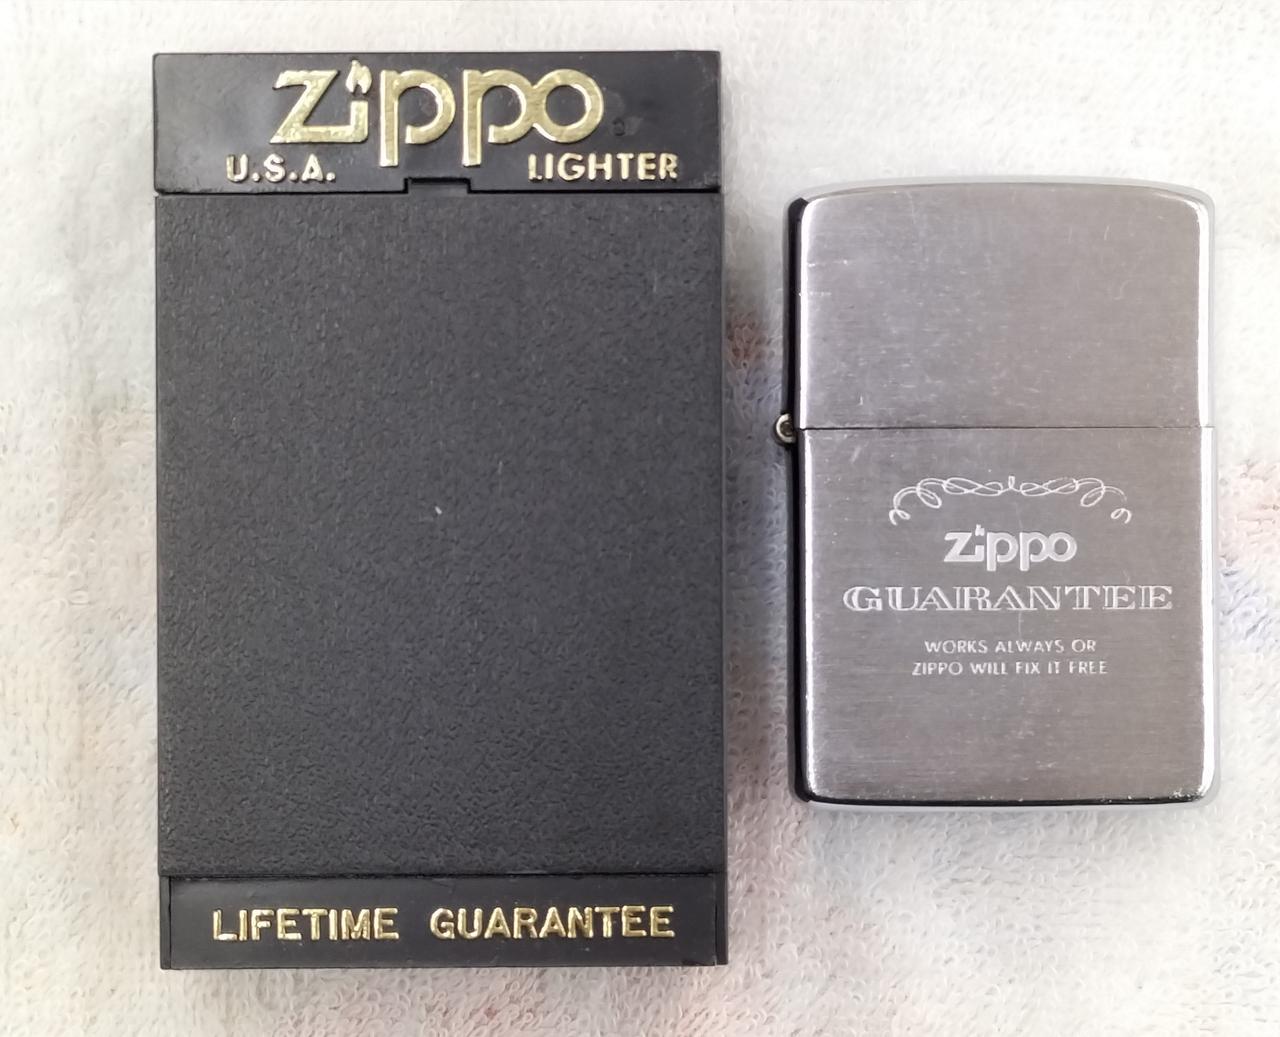 Zippo
U.S.A. LIGHTER
LIFETIME GUARANTEE
Zippo
GUARANTEE
WORKS ALWAYS OR
ZIPPO WILL FIX IT FREE